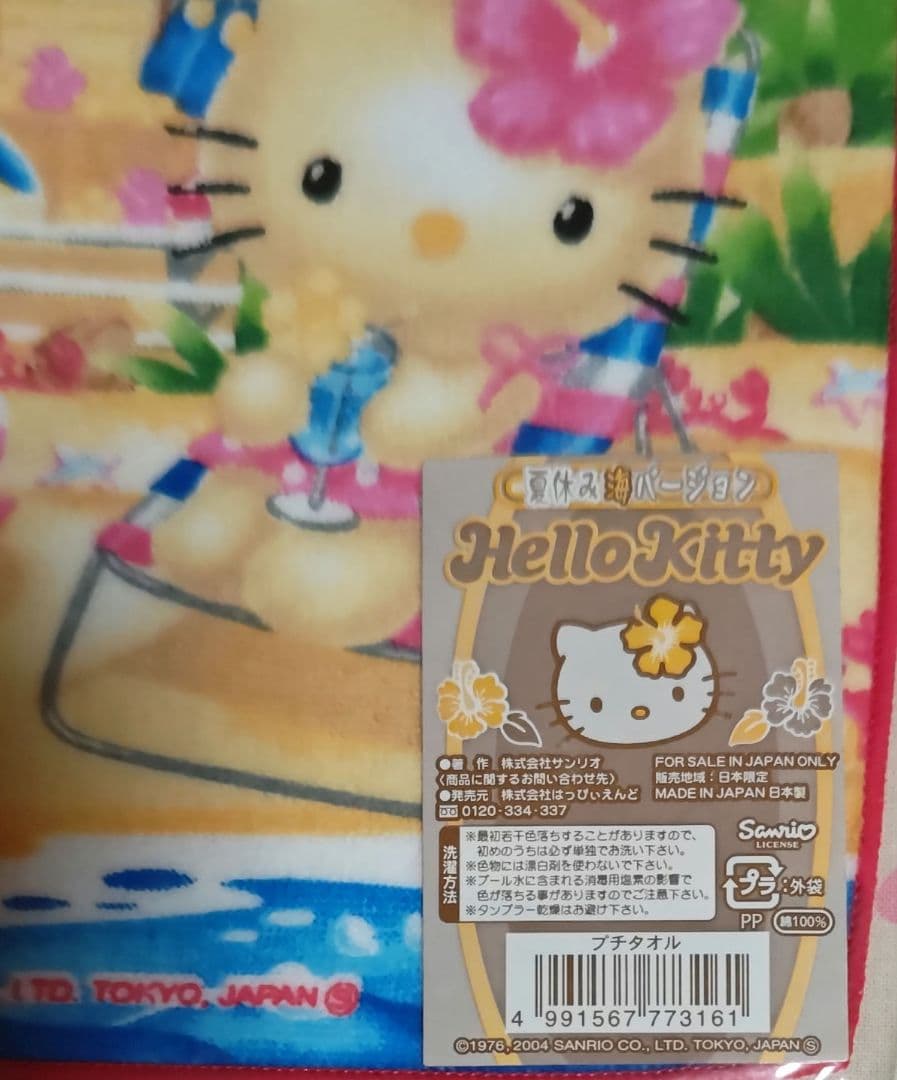 夏休み海バージョン
Hello Kitty
●著 作 株式会社サンリオ
〈商品に関するお問い合わせ先〉
●発売元 株式会社はっぴぃえんど
0120-334-337
FOR SALE IN JAPAN ONLY
販売地域：日本限定
MADE IN JAPAN 日本製
洗濯方法
※最初若干色落ちすることがありますので、
初めのうちは必ず単独でお洗い下さい。
※色物には漂白剤を使わないで下さい。
※プール水に含まれる消毒用塩素の影響で
色が落ちる事がありますのでご注意下さい。
※タンブラー乾燥はお避け下さい。
Sanrio
LICENSE
プラ：外袋
PP 綿100%
プチタオル
4 991567 773161
©1976, 2004 SANRIO CO., LTD. TOKYO, JAPAN Ⓢ
LTD. TOKYO, JAPAN Ⓢ